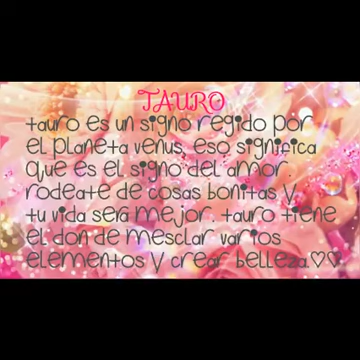 TAURO
tauro es un signo regido por
el planeta venus, eso significa
que es el signo del amor.
rodeate de cosas bonitas y
tu vida será mejor. tauro tiene
el don de mesclar varios
elementos y crear belleza.♡♡